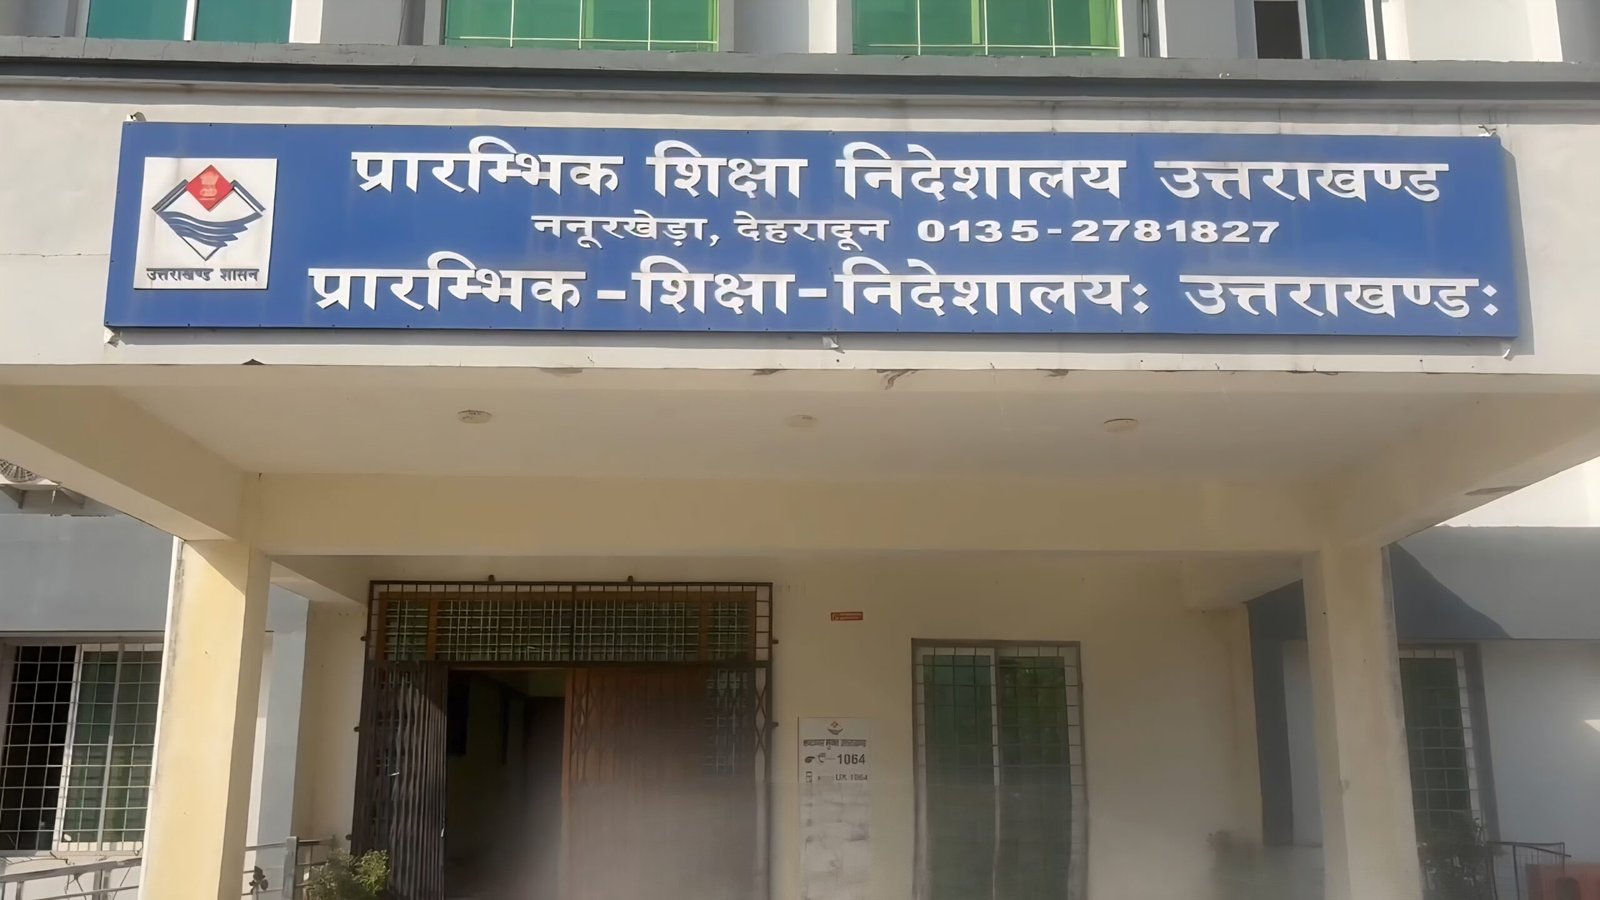 प्रारम्भिक शिक्षा निदेशालय उत्तराखण्ड
ननूरखेड़ा, देहरादून 0135-2781827
प्रारम्भिक-शिक्षा-निदेशालयः उत्तराखण्डः
उत्तराखण्ड शासन
1064